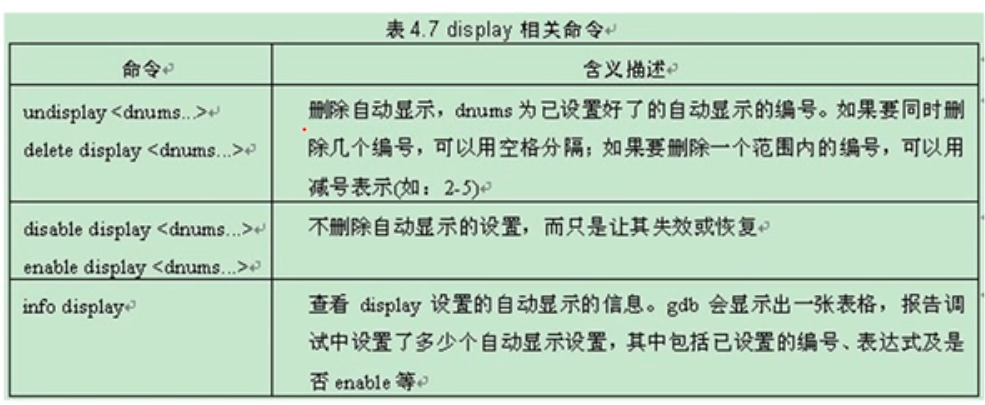 表 4.7 display 相关命令
命令
含义描述
undisplay <dnums...>
delete display <dnums...>
删除自动显示，dnums 为已设置好了的自动显示的编号。如果要同时删
除几个编号，可以用空格分隔；如果要删除一个范围内的编号，可以用
减号表示(如：2-5)
disable display <dnums...>
enable display <dnums...>
不删除自动显示的设置，而只是让其失效或恢复
info display
查看 display 设置的自动显示的信息。gdb 会显示出一张表格，报告调
试中设置了多少个自动显示设置，其中包括已设置的编号、表达式及是
否 enable 等